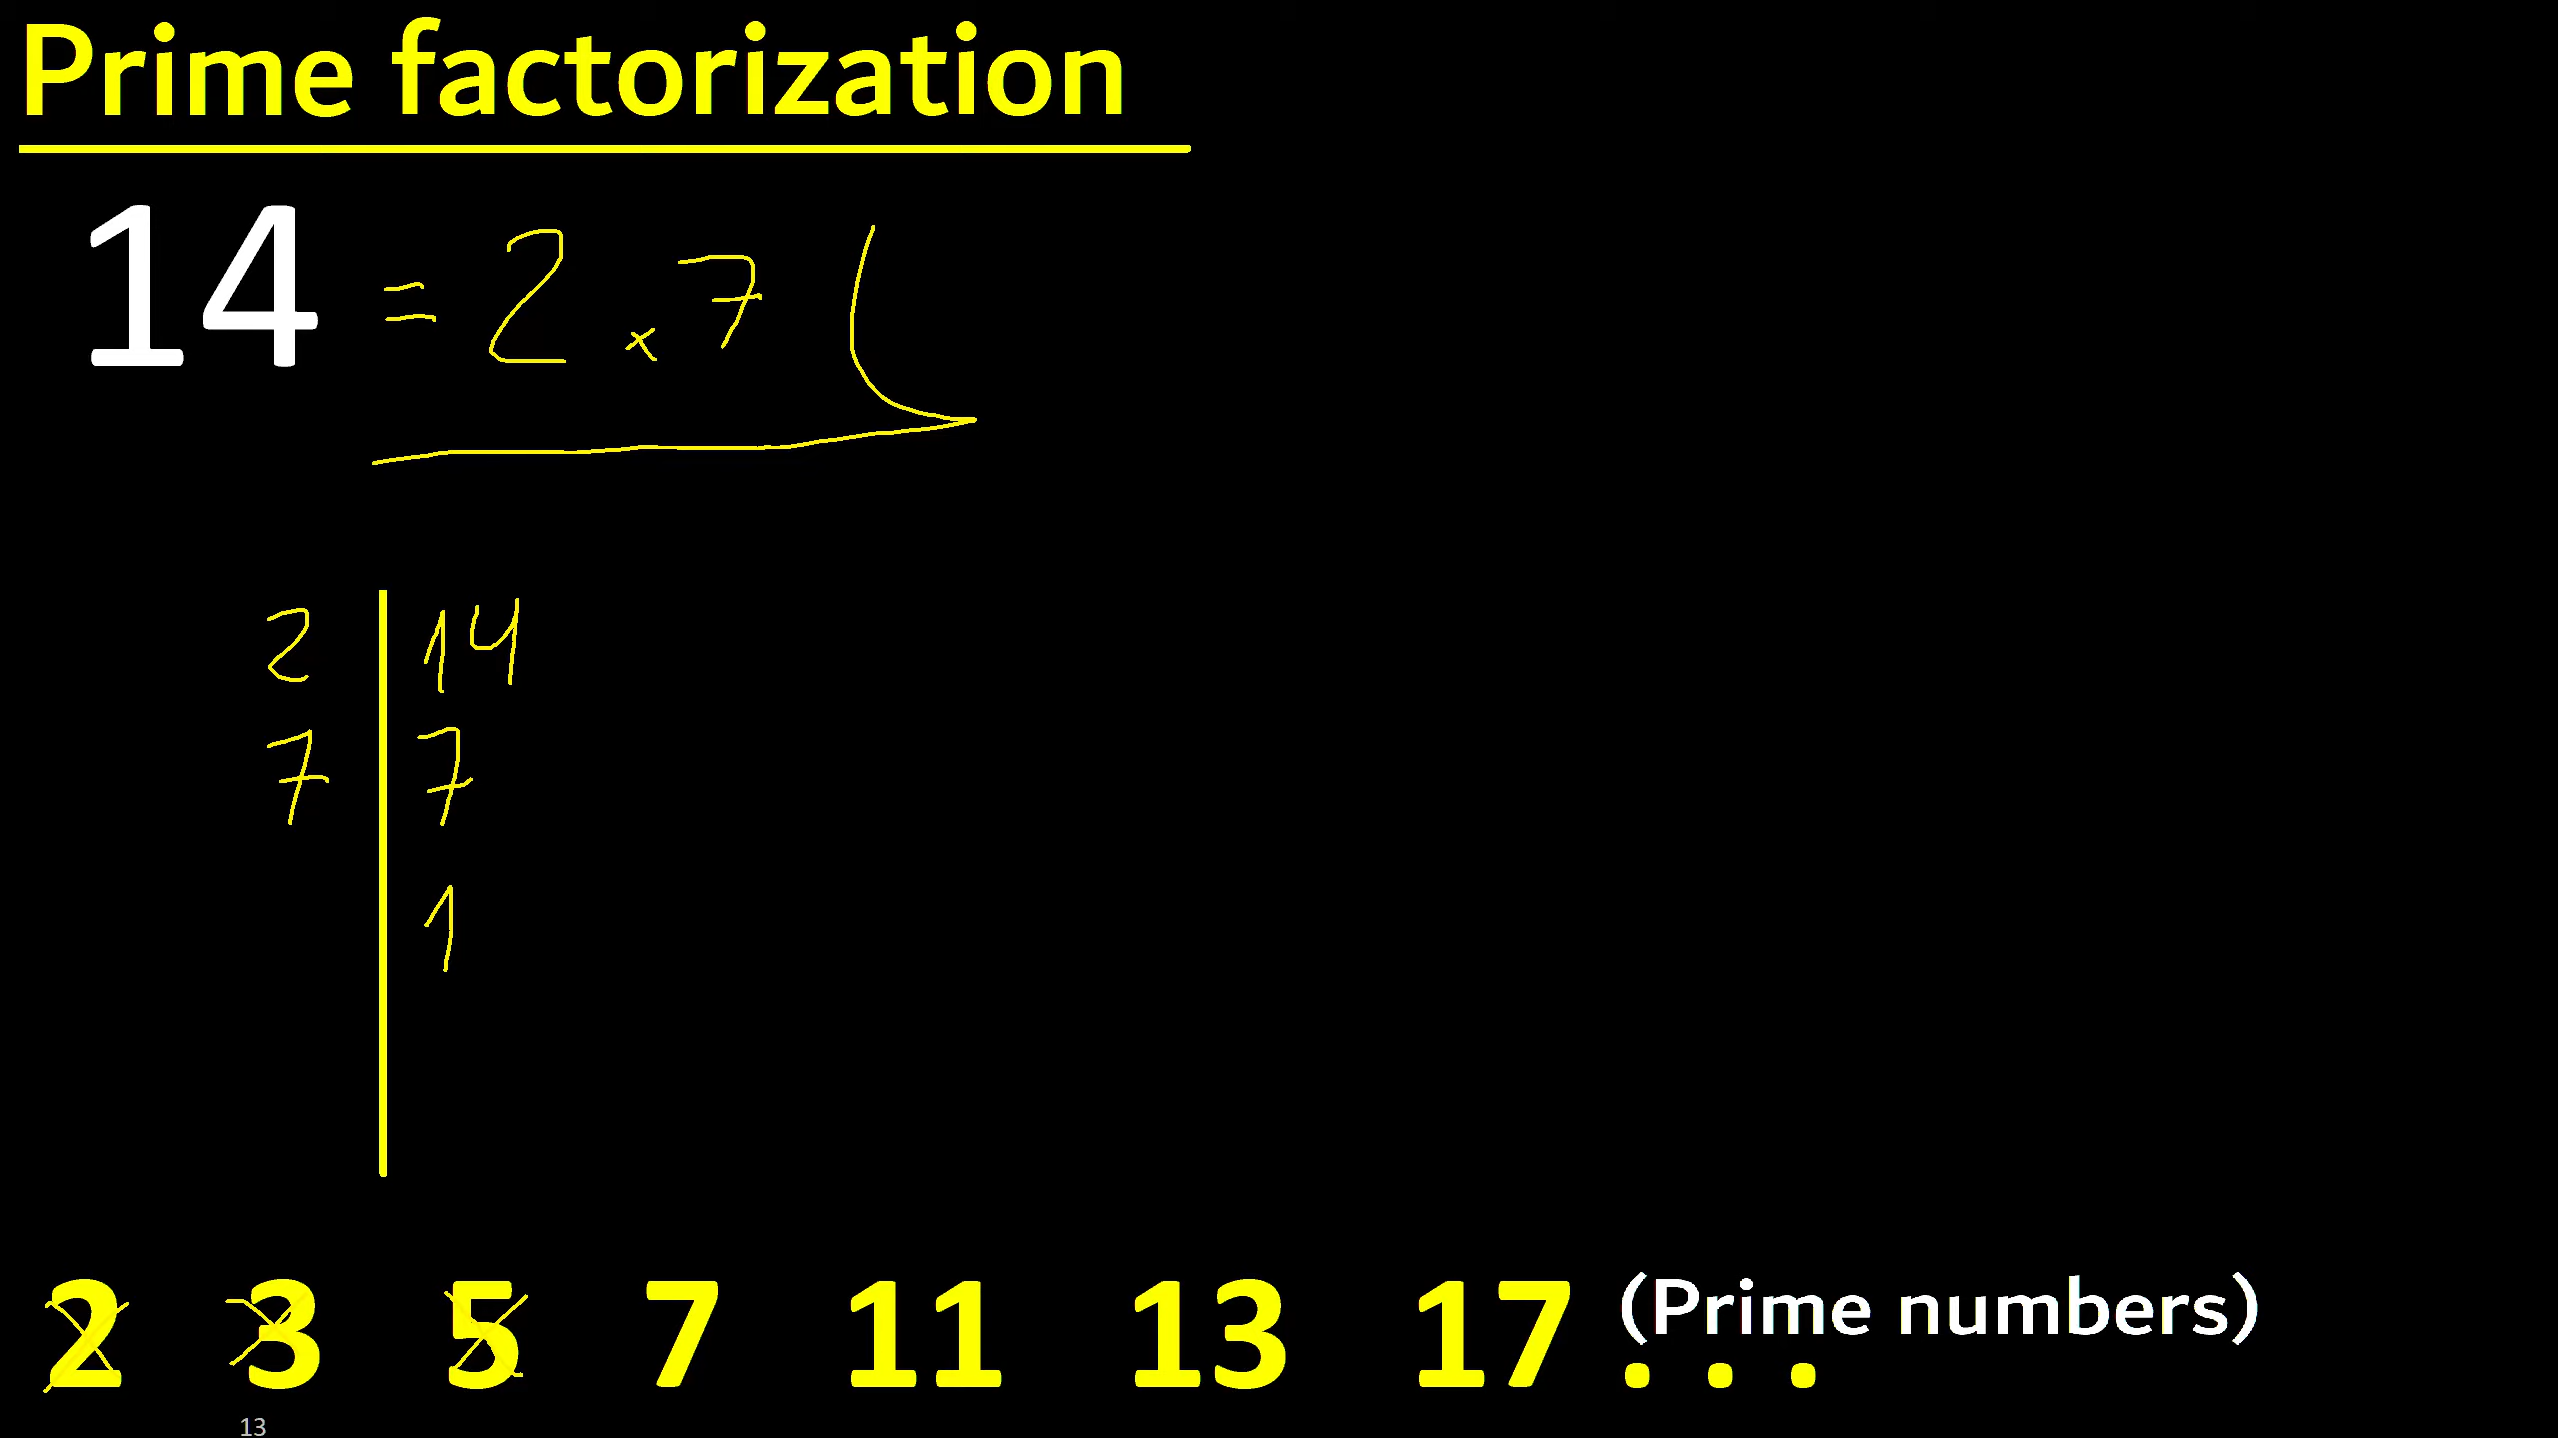 Prime factorization
14 = 2 x 7
2 | 14
7 | 7
1
2 3 5 7 11 13 17 . . . (Prime numbers)
13